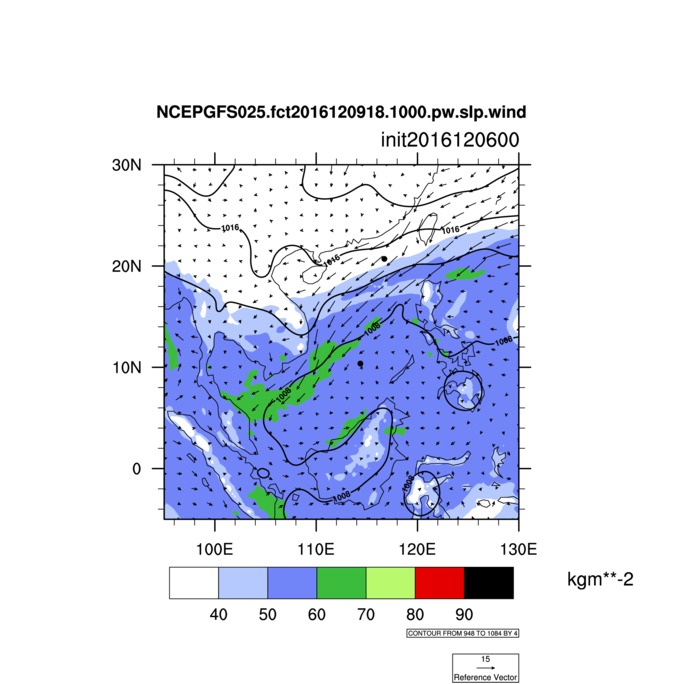 NCEPGFS025.fct2016120918.1000.pw.slp.wind
init2016120600
30N
20N
10N
0
1016
1016
1016
1008
1008
1008
1008
1008
100E 110E 120E 130E
kgm**-2
40 50 60 70 80 90
CONTOUR FROM 948 TO 1084 BY 4
15
Reference Vector